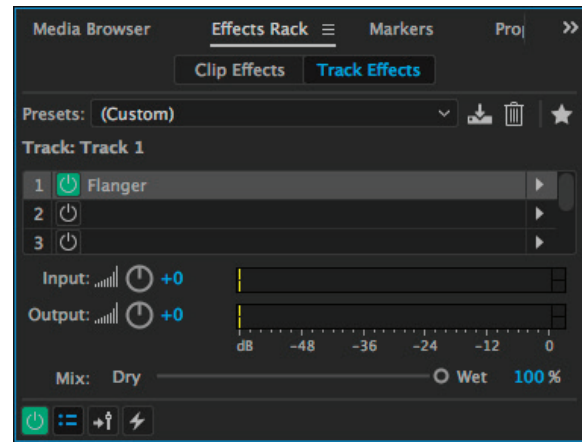 Media Browser Effects Rack Markers
Clip Effects Track Effects
Presets: (Custom)
Track: Track 1
1 Flanger
2
3
Input: +0
Output: +0
dB -48 -36 -24 -12 0
Mix: Dry Wet 100 %